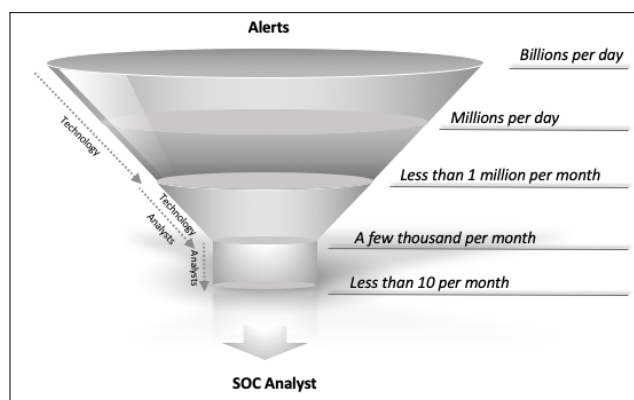 Alerts
Billions per day
Millions per day
Technology
Less than 1 million per month
Technology
Analysts
A few thousand per month
Analysts
Less than 10 per month
SOC Analyst